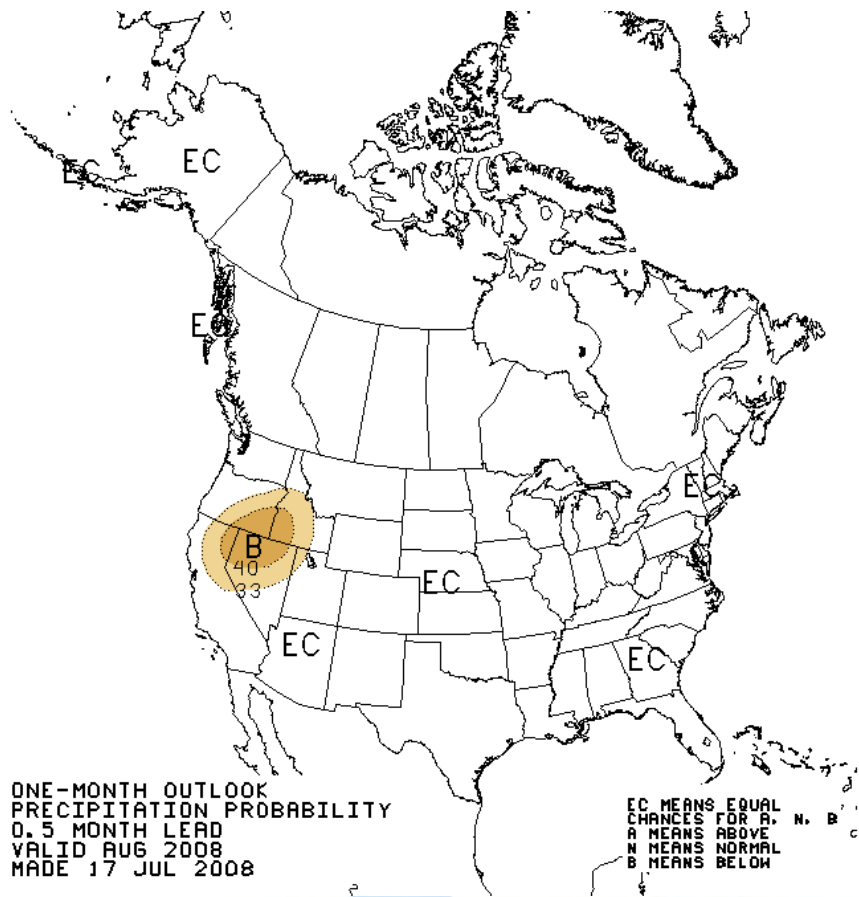 EC
EC
EC
B
40
33
EC
EC
EC
EC
ONE-MONTH OUTLOOK
PRECIPITATION PROBABILITY
0.5 MONTH LEAD
VALID AUG 2008
MADE 17 JUL 2008
EC MEANS EQUAL
CHANCES FOR A, N, B
A MEANS ABOVE
N MEANS NORMAL
B MEANS BELOW